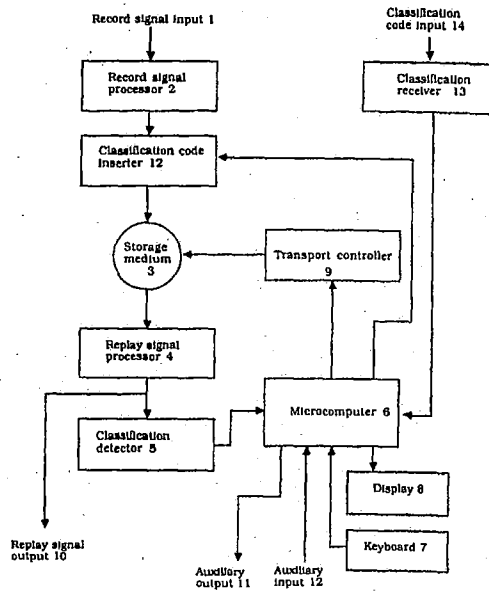 Record signal input 1
Classification
code input 14
Record signal
processor 2
Classification
receiver 13
Classification code
inserter 12
Storage
medium
3
Transport controller
9
Replay signal
processor 4
Microcomputer 6
Classification
detector 5
Display 8
Keyboard 7
Replay signal
output 10
Auxiliary
output 11
Auxiliary
input 12